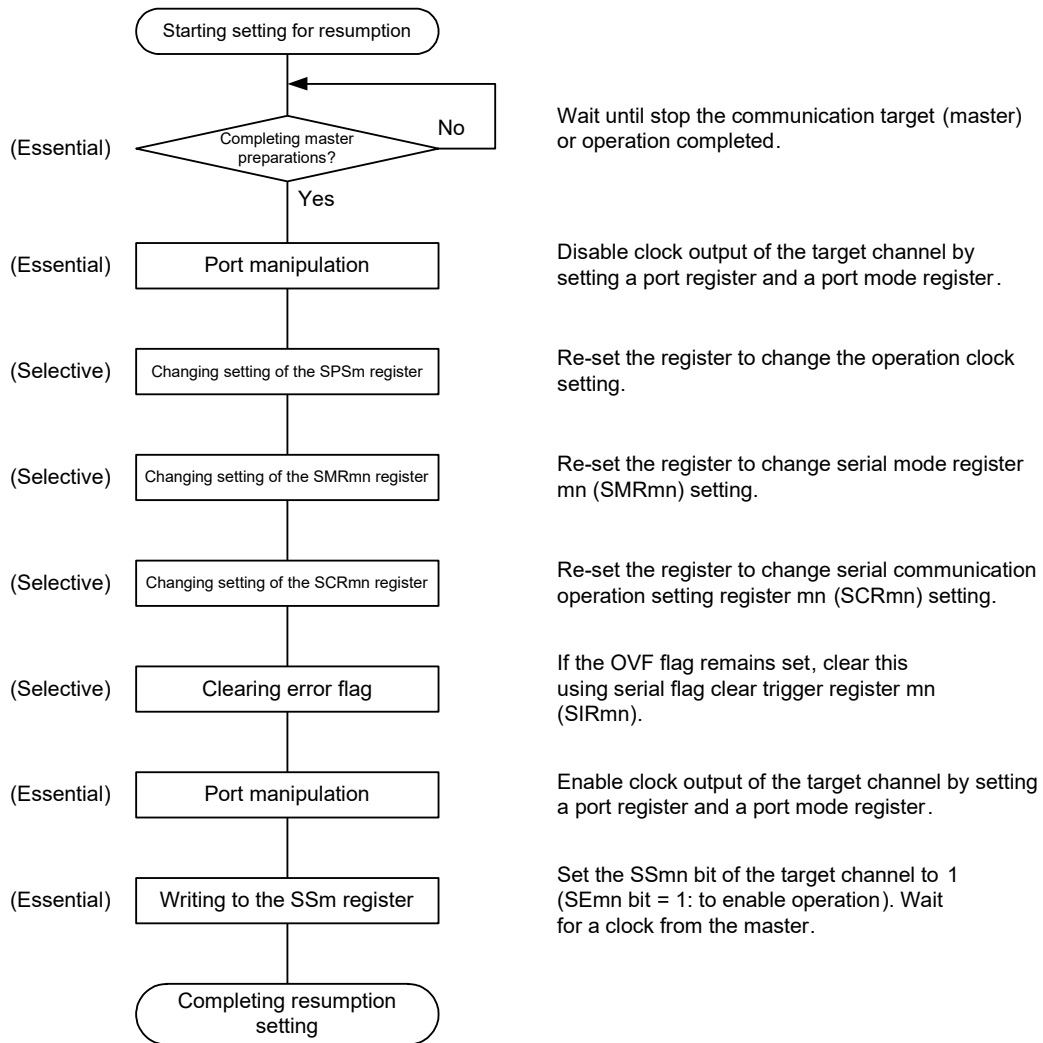 Starting setting for resumption
(Essential)
Completing master
preparations?
No
Wait until stop the communication target (master)
or operation completed.
Yes
(Essential)
Port manipulation
Disable clock output of the target channel by
setting a port register and a port mode register.
(Selective)
Changing setting of the SPSm register
Re-set the register to change the operation clock
setting.
(Selective)
Changing setting of the SMRmn register
Re-set the register to change serial mode register
mn (SMRmn) setting.
(Selective)
Changing setting of the SCRmn register
Re-set the register to change serial communication
operation setting register mn (SCRmn) setting.
(Selective)
Clearing error flag
If the OVF flag remains set, clear this
using serial flag clear trigger register mn
(SIRmn).
(Essential)
Port manipulation
Enable clock output of the target channel by setting
a port register and a port mode register.
(Essential)
Writing to the SSm register
Set the SSmn bit of the target channel to 1
(SEmn bit = 1: to enable operation). Wait
for a clock from the master.
Completing resumption
setting